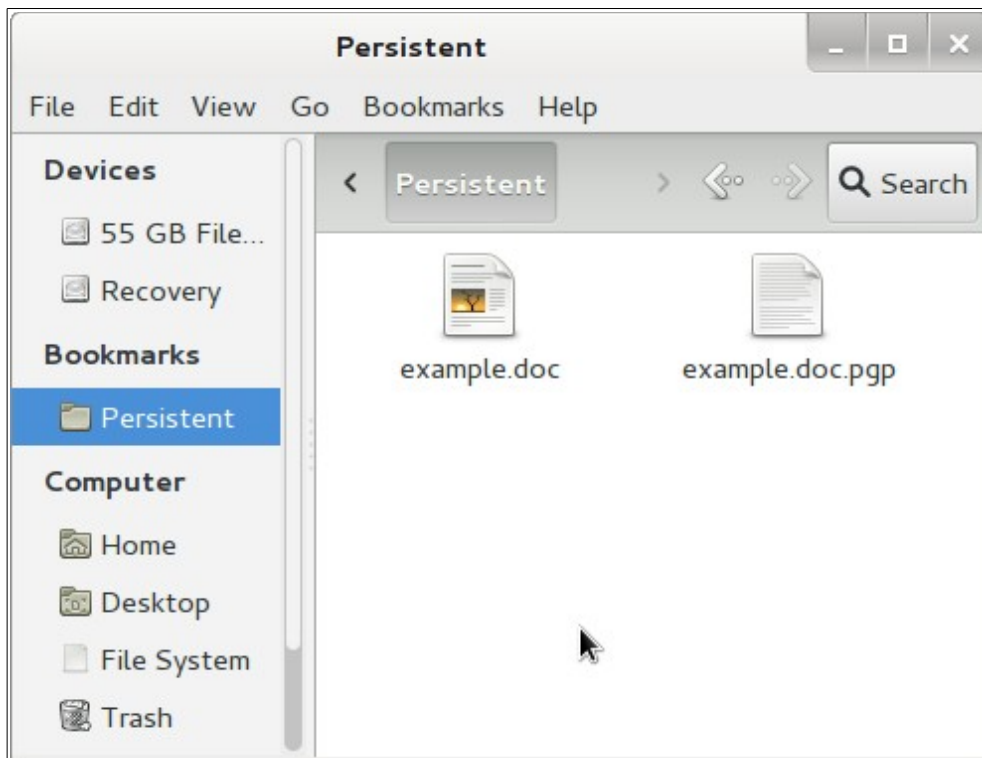 Persistent
File Edit View Go Bookmarks Help
Devices
55 GB File...
Recovery
Bookmarks
Persistent
Computer
Home
Desktop
File System
Trash
Persistent
Search
example.doc
example.doc.pgp